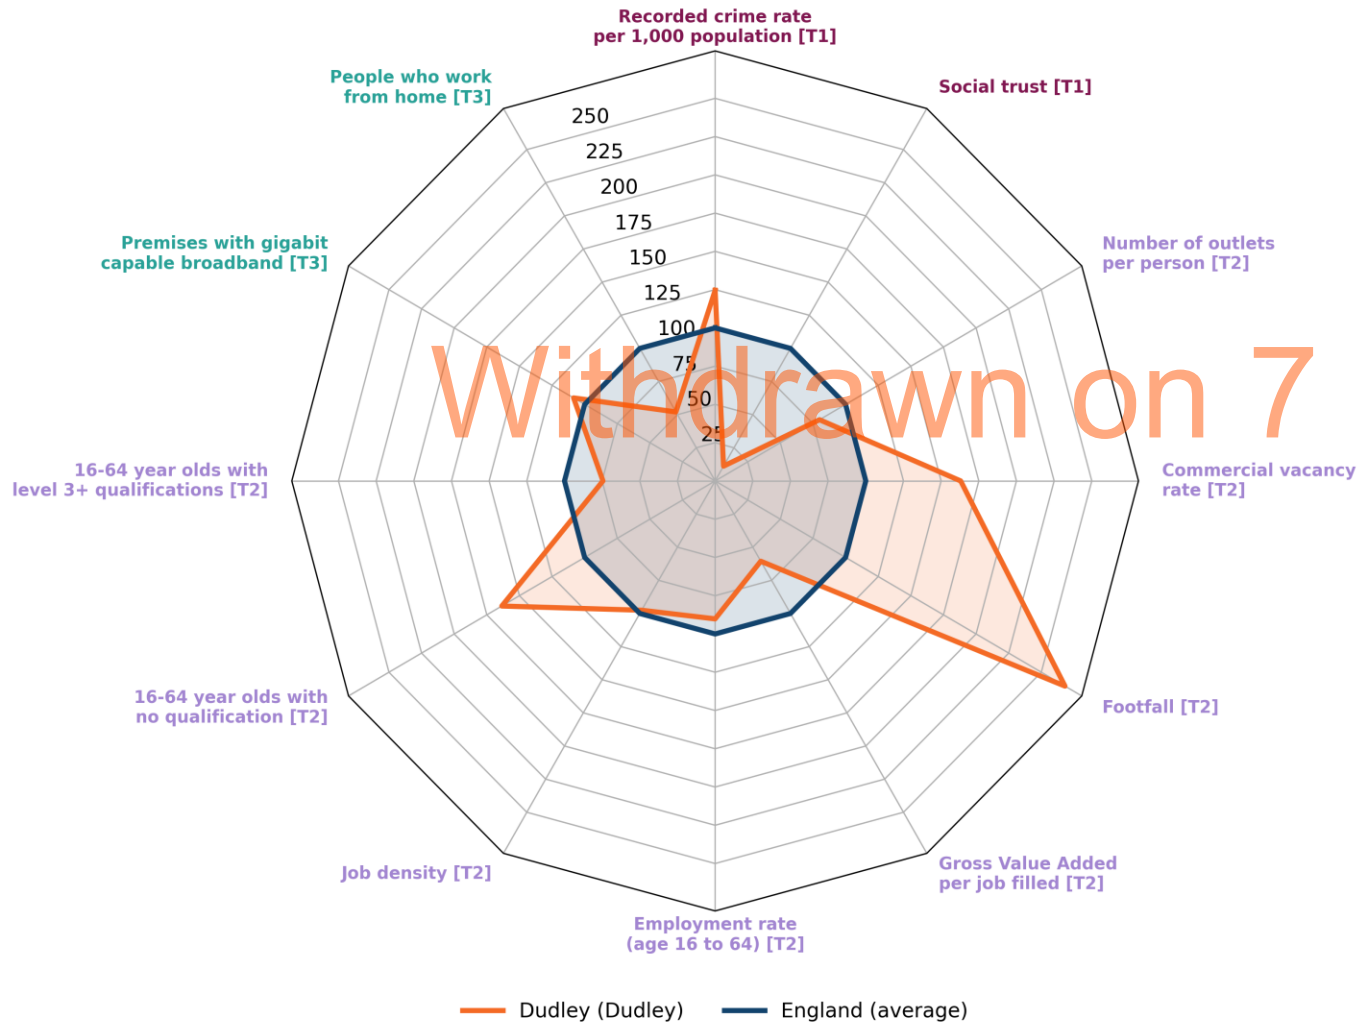 Recorded crime rate
per 1,000 population [T1]
Social trust [T1]
Number of outlets
per person [T2]
Commercial vacancy
rate [T2]
Footfall [T2]
Gross Value Added
per job filled [T2]
Employment rate
(age 16 to 64) [T2]
Job density [T2]
16-64 year olds with
no qualification [T2]
16-64 year olds with
level 3+ qualifications [T2]
Premises with gigabit
capable broadband [T3]
People who work
from home [T3]
250
225
200
175
150
125
100
75
50
25
Withdrawn on 7
Dudley (Dudley)
England (average)